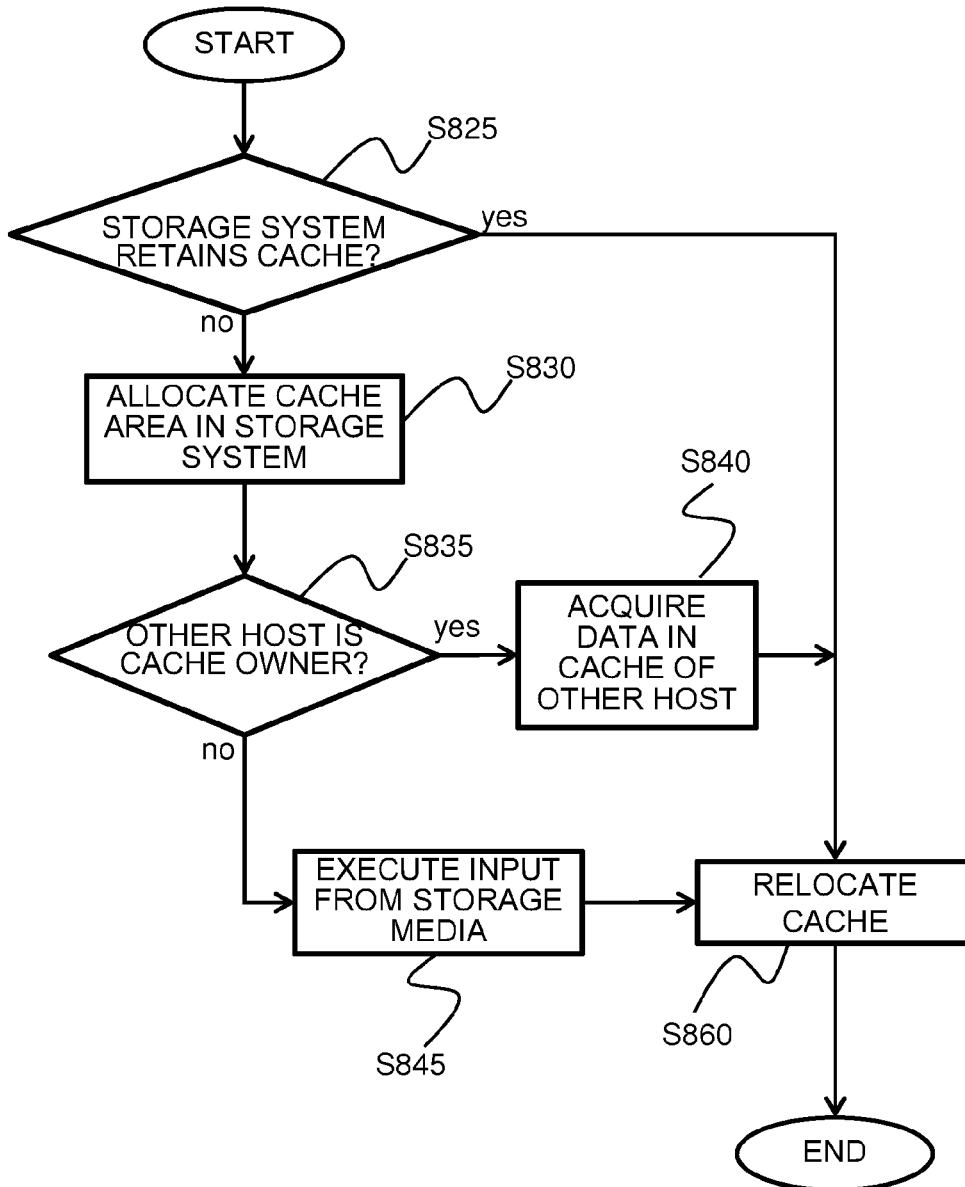 START
S825
STORAGE SYSTEM
RETAINS CACHE?
yes
no
ALLOCATE CACHE
AREA IN STORAGE
SYSTEM
S830
S840
S835
OTHER HOST IS
CACHE OWNER?
yes
no
ACQUIRE
DATA IN
CACHE OF
OTHER HOST
EXECUTE INPUT
FROM STORAGE
MEDIA
S845
RELOCATE
CACHE
S860
END